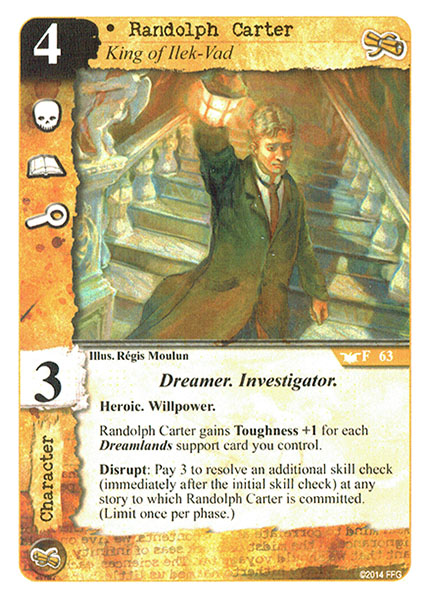 4
• Randolph Carter
King of Ilek-Vad
Illus. Régis Moulun
F 63
3
Dreamer. Investigator.
Heroic. Willpower.
Randolph Carter gains Toughness +1 for each
Dreamlands support card you control.
Disrupt: Pay 3 to resolve an additional skill check
(immediately after the initial skill check) at any
story to which Randolph Carter is committed.
(Limit once per phase.)
Character
©2014 FFG